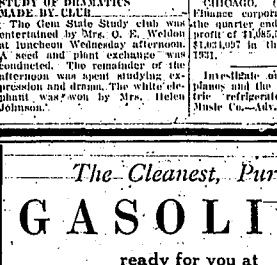 STUDY OF DRAMATICS
MADE BY CLUB
The Gem State Study club was
entertained by Mrs. O. E. Weldon
at luncheon Wednesday afternoon.
A seed and plant exchange was
conducted. The remainder of the
afternoon was spent studying ex-
pression and drama. The white ele-
phant was won by Mrs. Helen
Johnson.
CHICAGO, (
Finance corpora
the quarter end
profit of $1,085,
$1,031,097 in th
1931.
Investigate ou
pianos and the
tric refrigerato
Music Co.—Adv.
The Cleanest, Pur
GASOLI
ready for you at